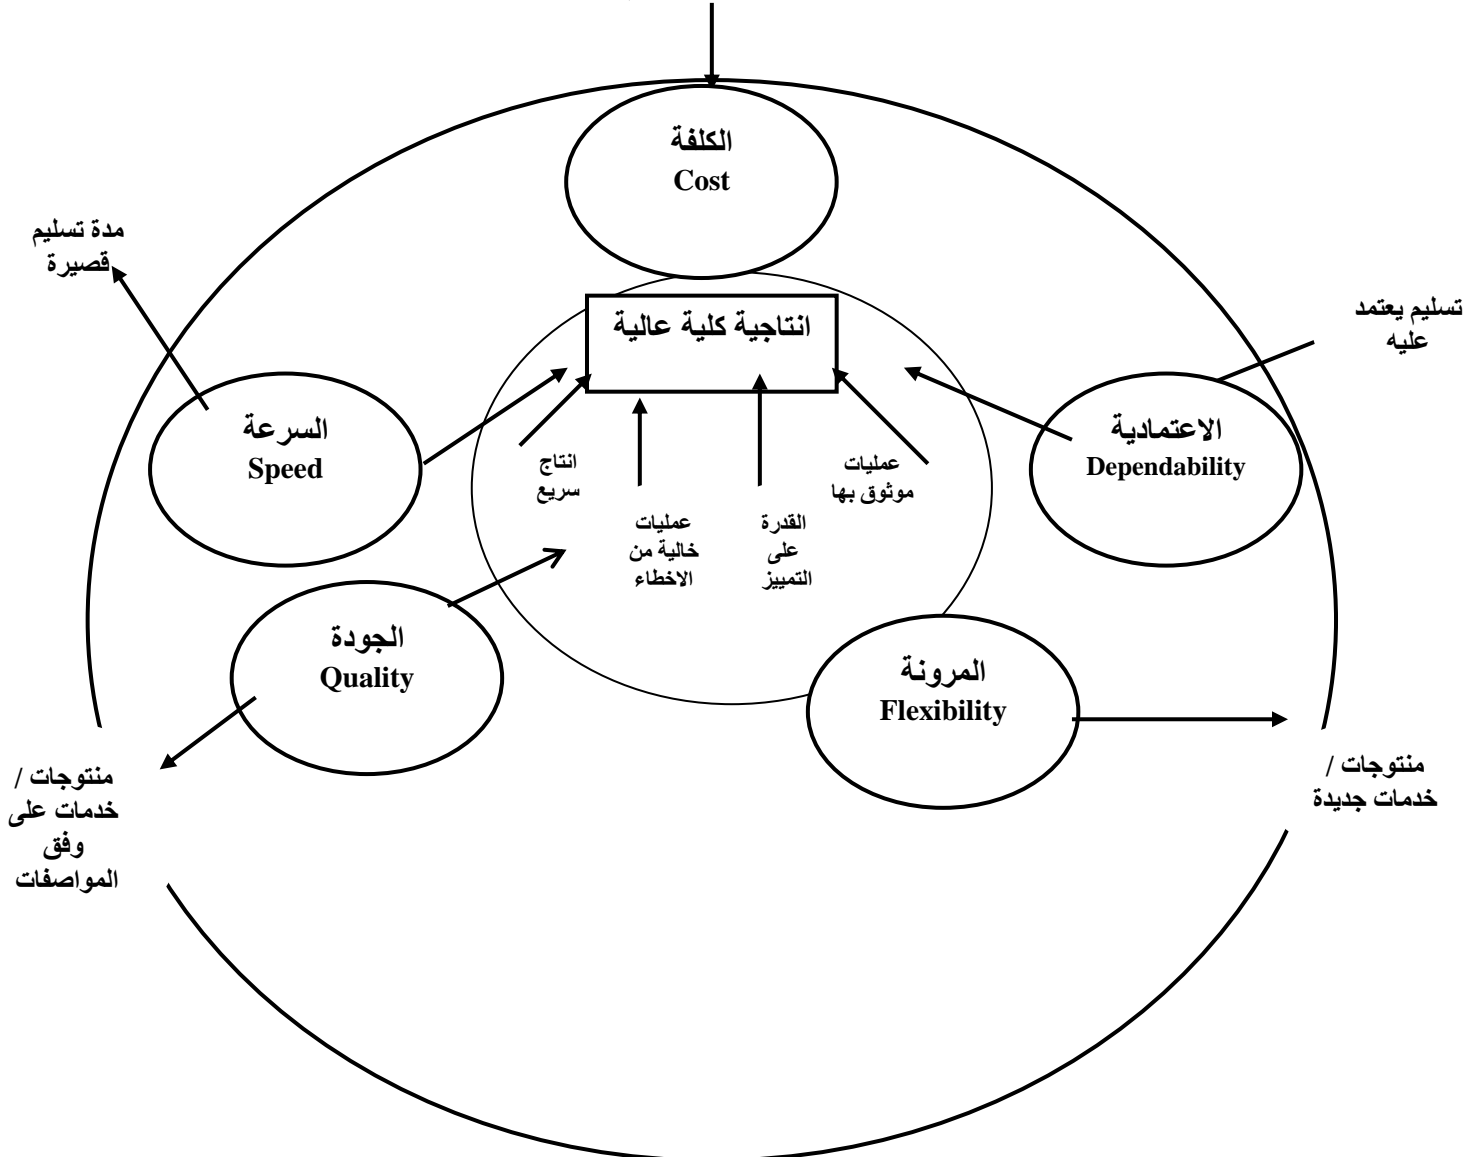 الكلفة
Cost
مدة تسليم
قصيرة
انتاجية كلية عالية
تسليم يعتمد
عليه
السرعة
Speed
الاعتمادية
Dependability
انتاج
سريع
عمليات
موثوق بها
عمليات
خالية من
الاخطاء
القدرة
على
التمييز
الجودة
Quality
المرونة
Flexibility
منتوجات /
خدمات على
وفق
المواصفات
منتوجات /
خدمات جديدة